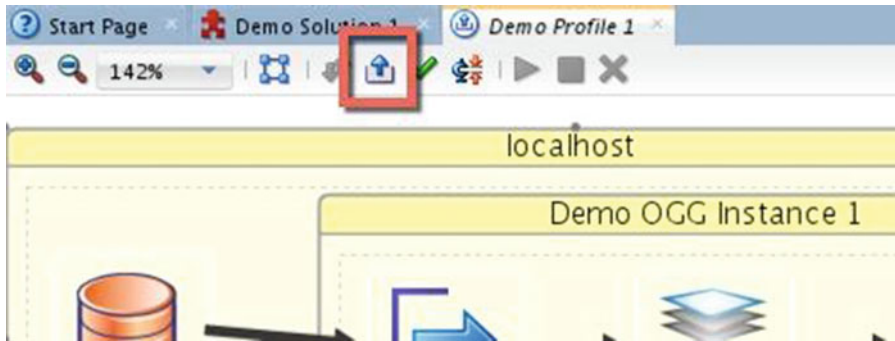 Start Page Demo Solution 1 Demo Profile 1
142%
localhost
Demo OGG Instance 1